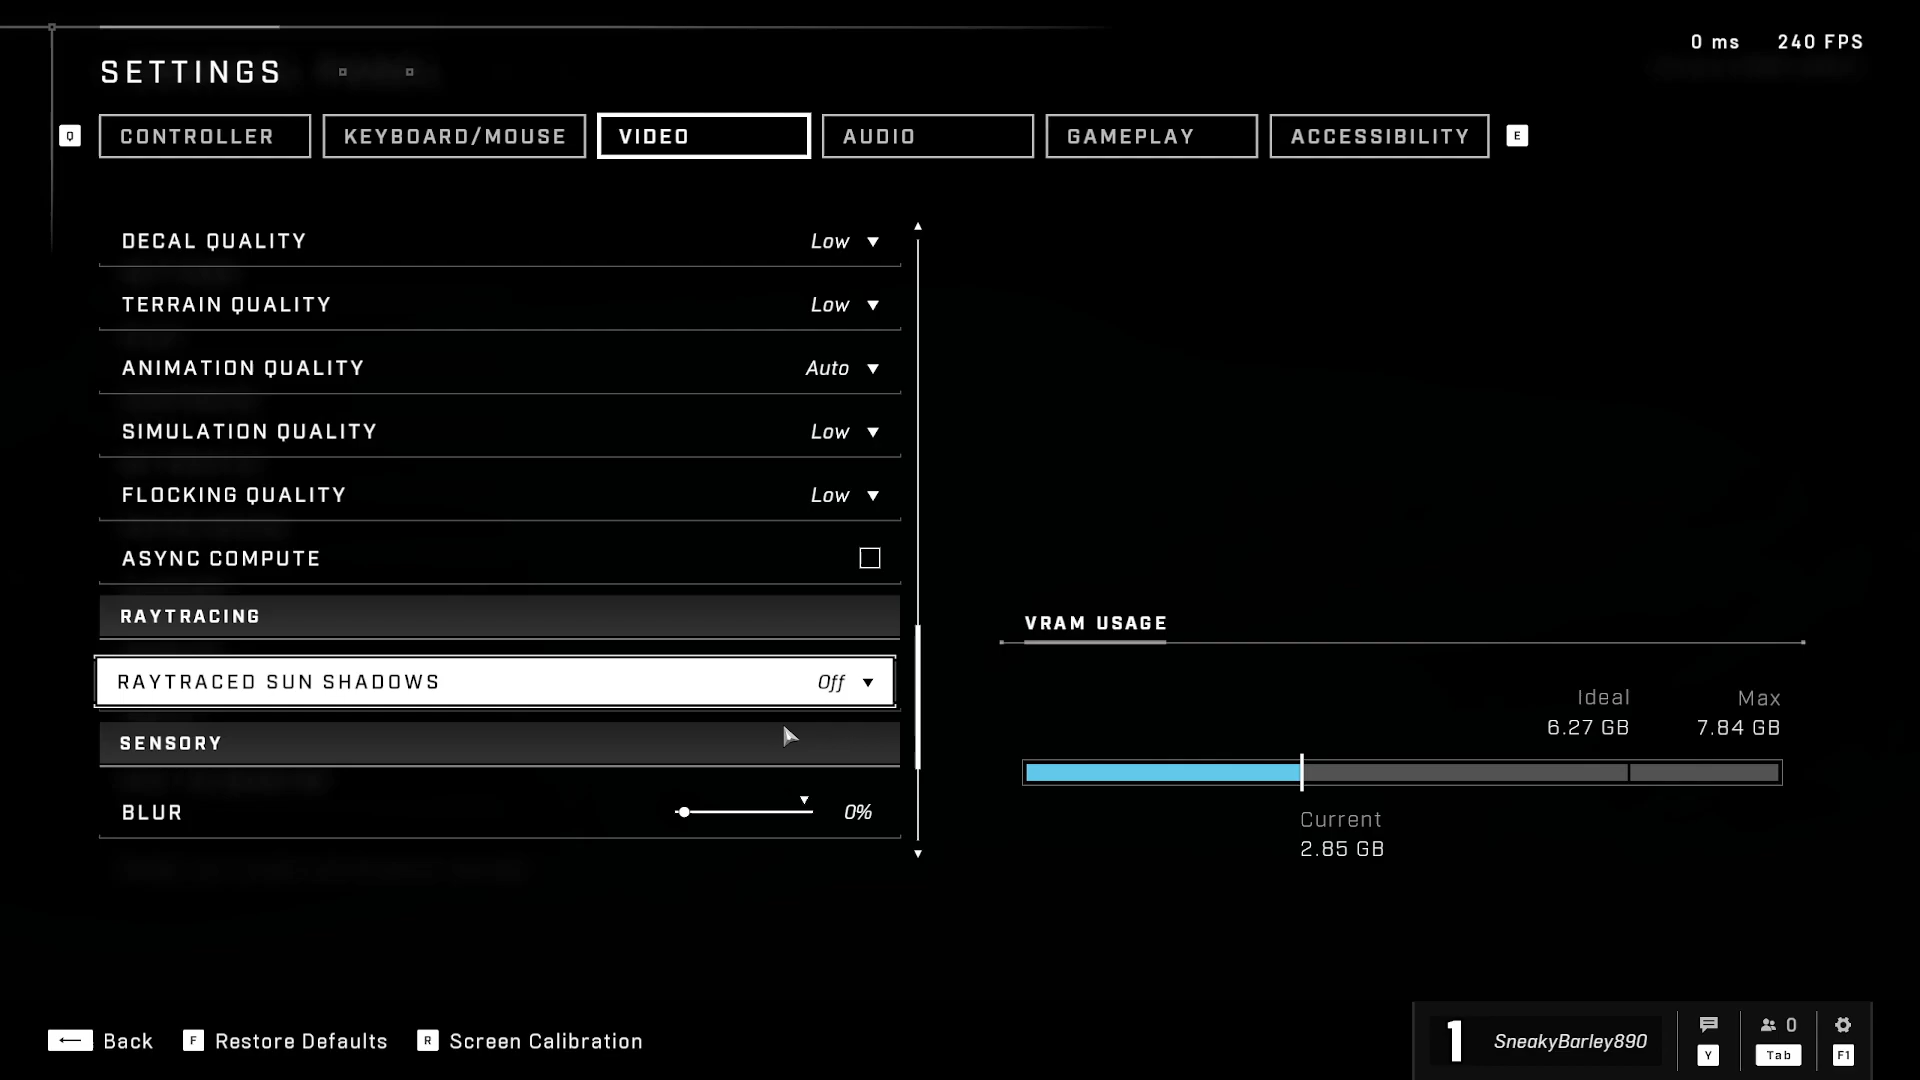 0 ms 240 FPS
SETTINGS
Q CONTROLLER KEYBOARD/MOUSE VIDEO AUDIO GAMEPLAY ACCESSIBILITY E
DECAL QUALITY Low
TERRAIN QUALITY Low
ANIMATION QUALITY Auto
SIMULATION QUALITY Low
FLOCKING QUALITY Low
ASYNC COMPUTE
RAYTRACING
RAYTRACED SUN SHADOWS Off
SENSORY
BLUR 0%
VRAM USAGE
Ideal Max
6.27 GB 7.84 GB
Current
2.85 GB
Back F Restore Defaults R Screen Calibration
1 SneakyBarley890 0
Y Tab F1